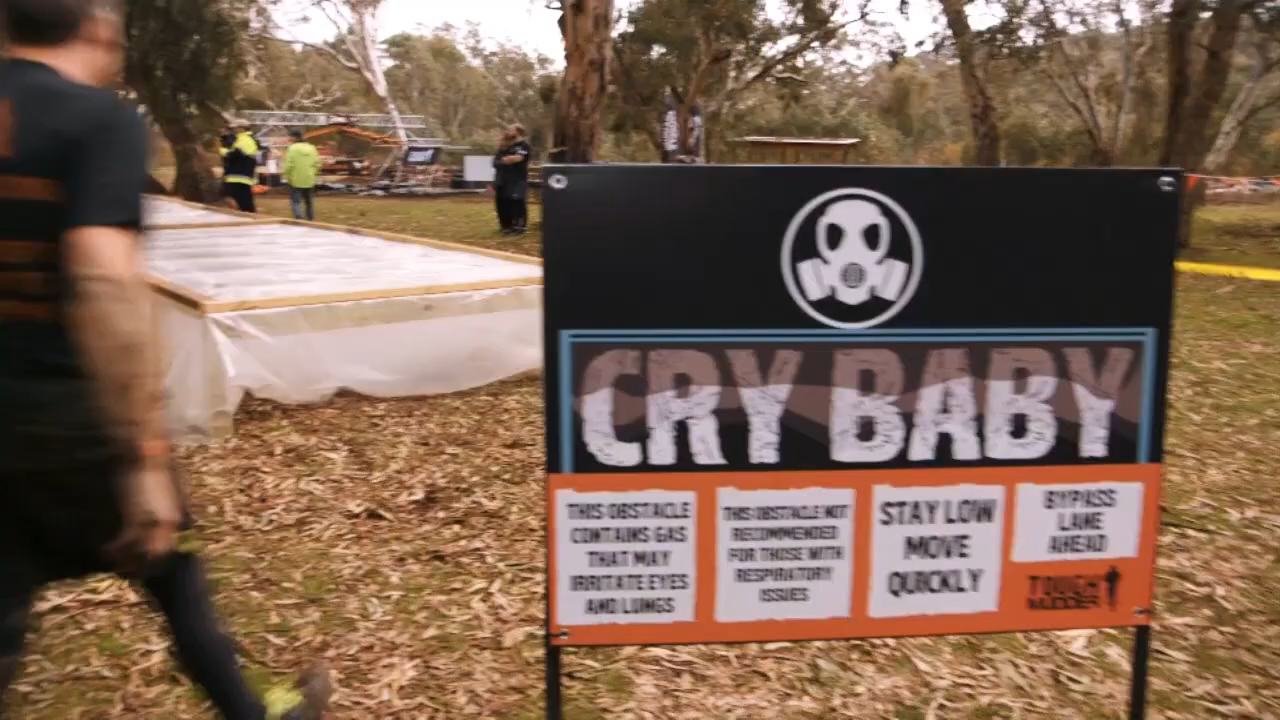 CRY BABY
THIS OBSTACLE
CONTAINS GAS
THAT MAY
IRRITATE EYES
AND LUNGS
THIS OBSTACLE NOT
RECOMMENDED
FOR THOSE WITH
RESPIRATORY
ISSUES
STAY LOW
MOVE
QUICKLY
BYPASS
LANE
AHEAD
TOUGH
MUDDER